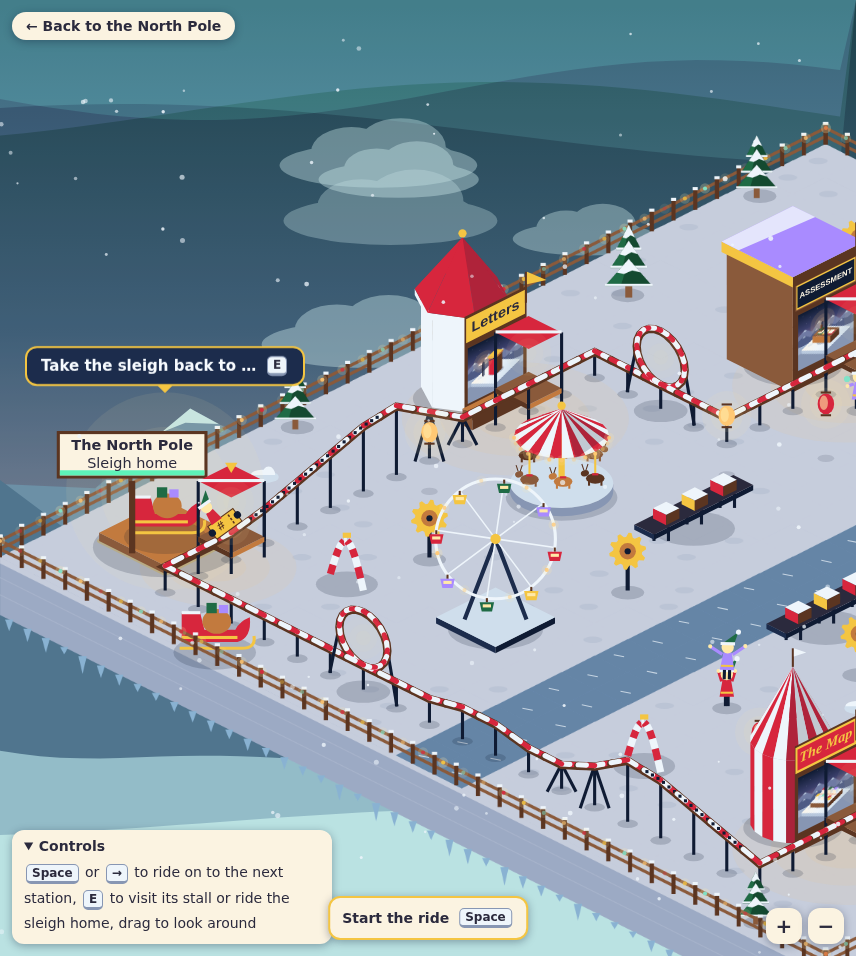 ← Back to the North Pole
ASSESSMENT
Letters
Take the sleigh back to ... E
The North Pole
Sleigh home
#
The Map
▼ Controls
Space or → to ride on to the next
station, E to visit its stall or ride the
sleigh home, drag to look around
Start the ride Space
+ −